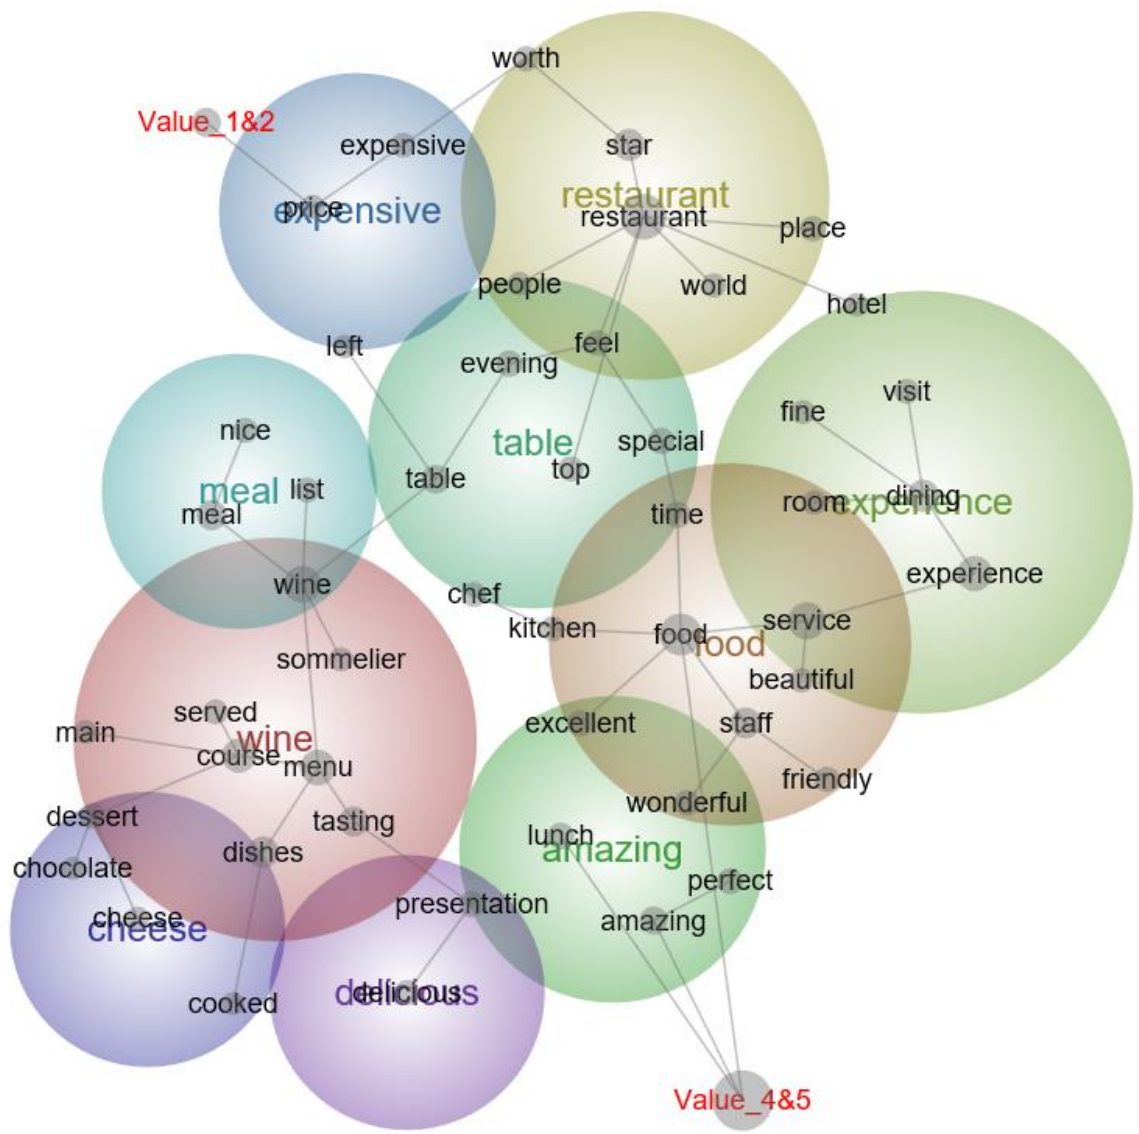 worth
Value_1&2
expensive
star
restaurant
price
expensive
restaurant
place
people
world
hotel
left
feel
evening
visit
fine
nice
table
special
top
meal
list
table
room
dining
experience
meal
time
wine
chef
experience
kitchen
food
food
service
sommelier
beautiful
served
main
wine
course
menu
excellent
staff
friendly
dessert
tasting
wonderful
lunch
amazing
dishes
chocolate
perfect
presentation
cheese
cheese
amazing
delicious
delicious
cooked
Value_4&5